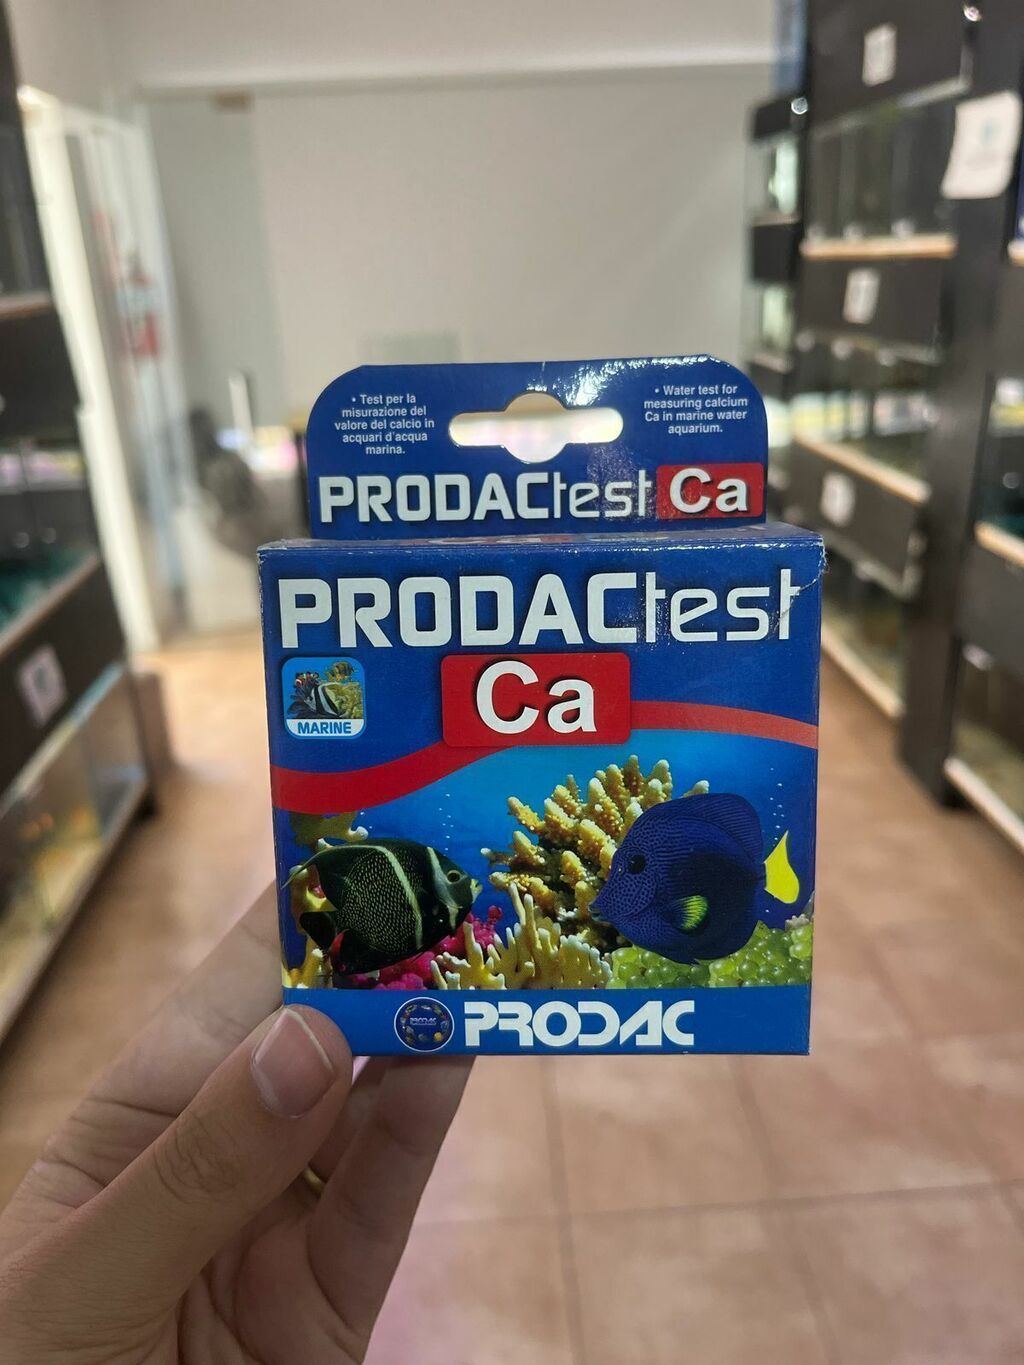 • Test per la
misurazione del
valore del calcio in
acquari d'acqua
marina.
• Water test for
measuring calcium
Ca in marine water
aquarium.
PRODACtest Ca
PRODACtest
Ca
MARINE
PRODAC
PRODAC